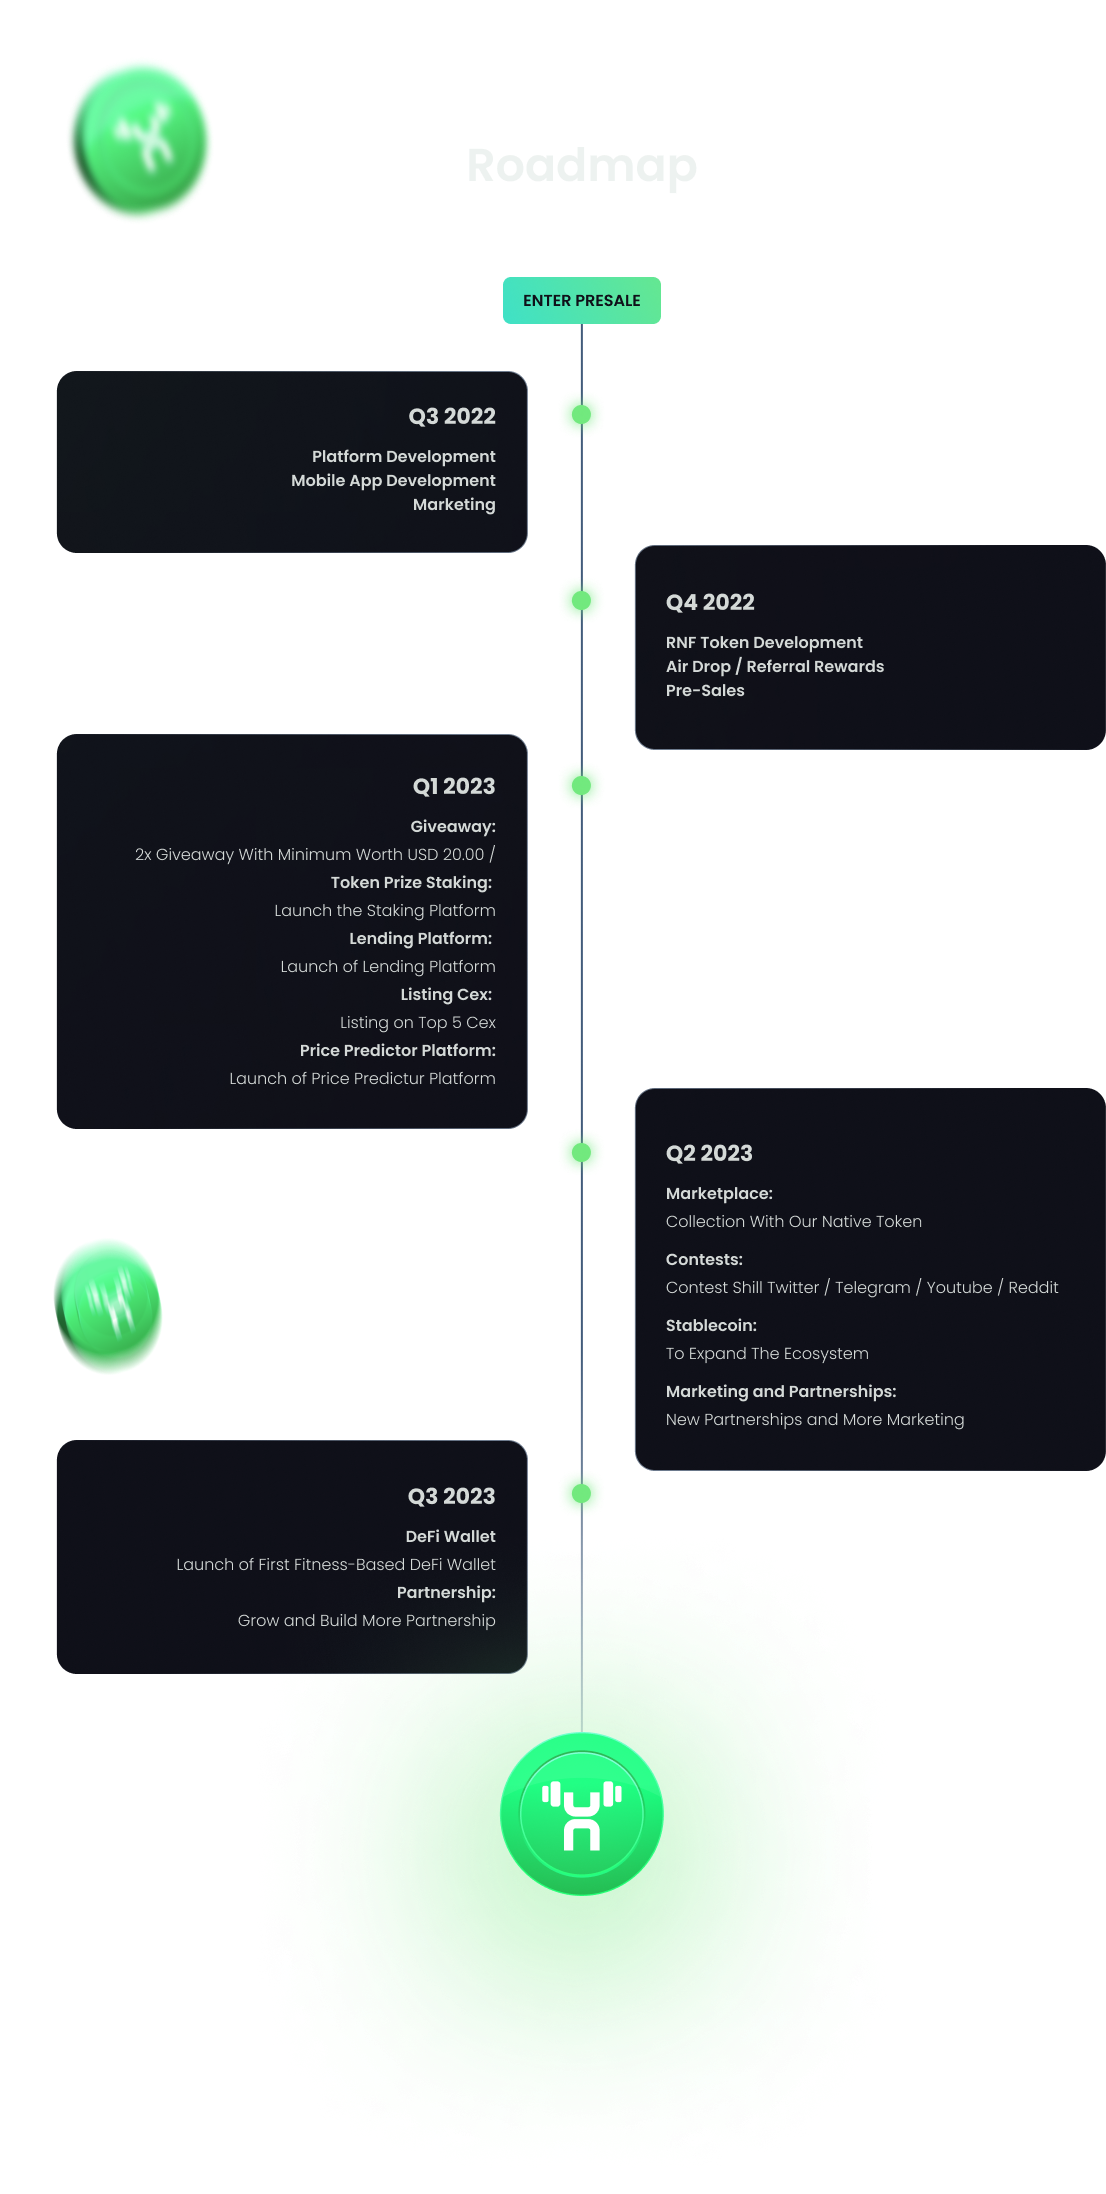 Roadmap
ENTER PRESALE
Q3 2022
Platform Development
Mobile App Development
Marketing
Q4 2022
RNF Token Development
Air Drop / Referral Rewards
Pre-Sales
Q1 2023
Giveaway:
2x Giveaway With Minimum Worth USD 20.00 /
Token Prize Staking:
Launch the Staking Platform
Lending Platform:
Launch of Lending Platform
Listing Cex:
Listing on Top 5 Cex
Price Predictor Platform:
Launch of Price Predictur Platform
Q2 2023
Marketplace:
Collection With Our Native Token
Contests:
Contest Shill Twitter / Telegram / Youtube / Reddit
Stablecoin:
To Expand The Ecosystem
Marketing and Partnerships:
New Partnerships and More Marketing
Q3 2023
DeFi Wallet
Launch of First Fitness-Based DeFi Wallet
Partnership:
Grow and Build More Partnership